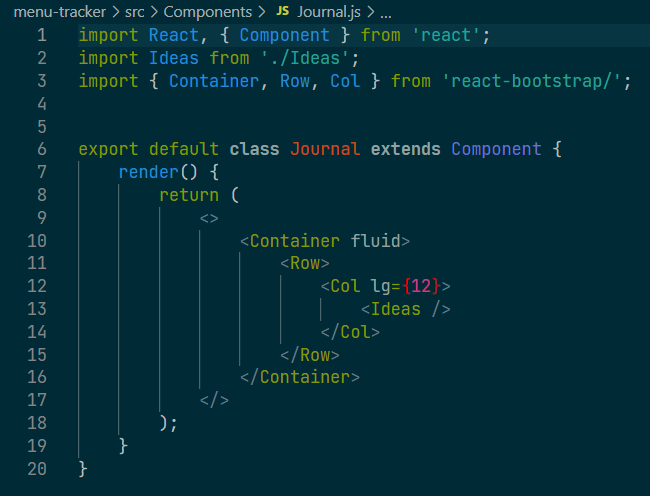 menu-tracker > src > Components > JS Journal.js > ...
1 import React, { Component } from 'react';
2 import Ideas from './Ideas';
3 import { Container, Row, Col } from 'react-bootstrap/';
4
5
6 export default class Journal extends Component {
7     render() {
8         return (
9             <>
10                 <Container fluid>
11                     <Row>
12                         <Col lg={12}>
13                             <Ideas />
14                         </Col>
15                     </Row>
16                 </Container>
17             </>
18         );
19     }
20 }